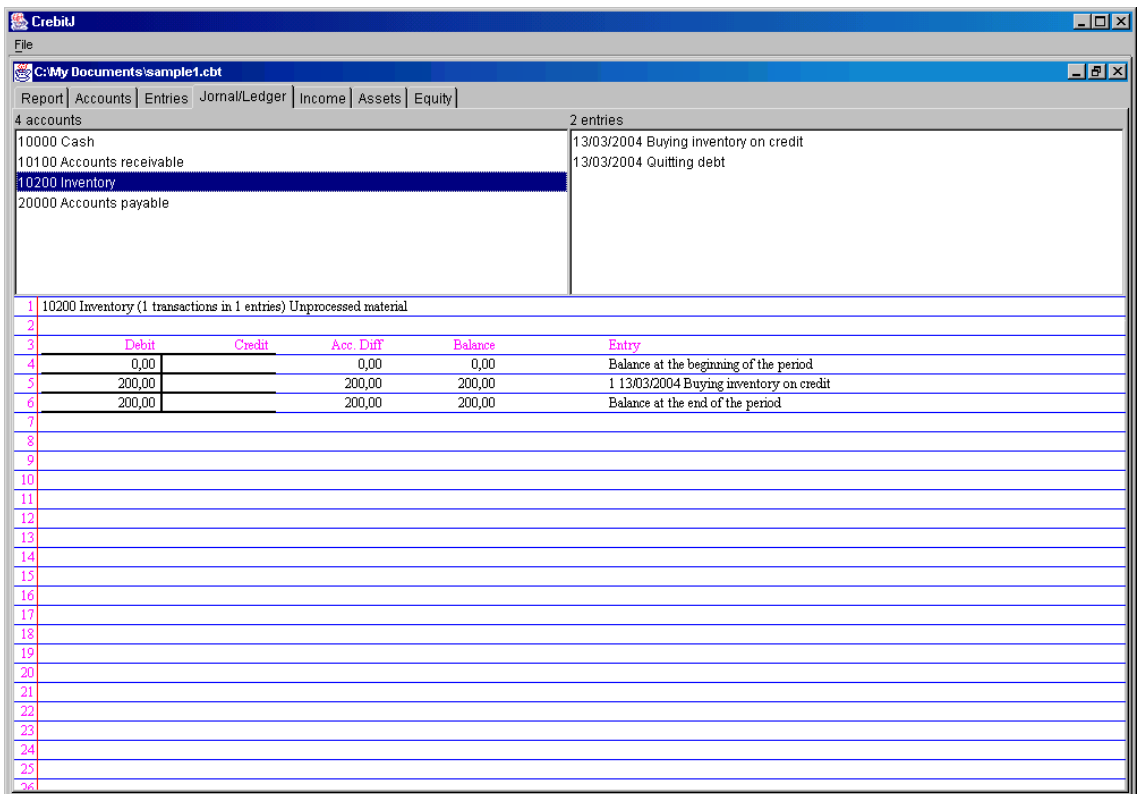 CrebitJ
File
C:\My Documents\sample1.cbt
Report Accounts Entries Jornal/Ledger Income Assets Equity
4 accounts 2 entries
10000 Cash 13/03/2004 Buying inventory on credit
10100 Accounts receivable 13/03/2004 Quitting debt
10200 Inventory
20000 Accounts payable
1 10200 Inventory (1 transactions in 1 entries) Unprocessed material
2
3 Debit Credit Acc. Diff Balance Entry
4 0,00 0,00 0,00 Balance at the beginning of the period
5 200,00 200,00 200,00 1 13/03/2004 Buying inventory on credit
6 200,00 200,00 200,00 Balance at the end of the period
7
8
9
10
11
12
13
14
15
16
17
18
19
20
21
22
23
24
25
26